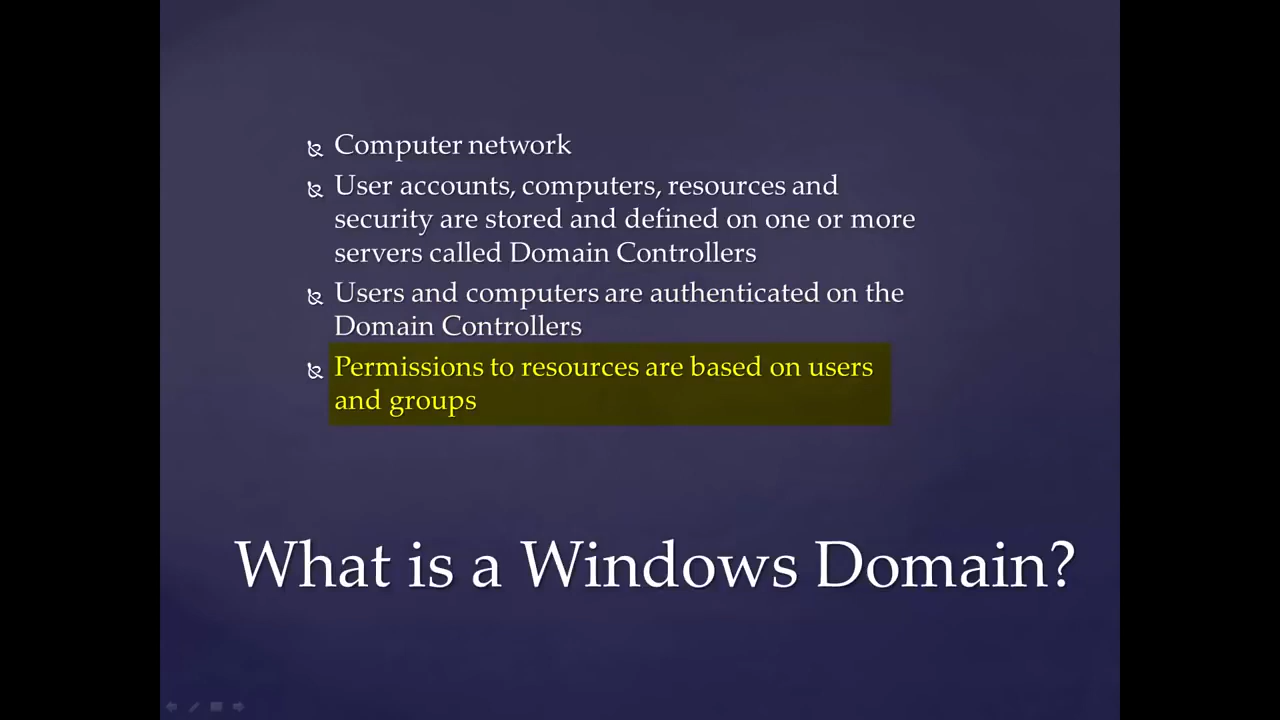 Computer network
User accounts, computers, resources and
security are stored and defined on one or more
servers called Domain Controllers
Users and computers are authenticated on the
Domain Controllers
Permissions to resources are based on users
and groups
What is a Windows Domain?